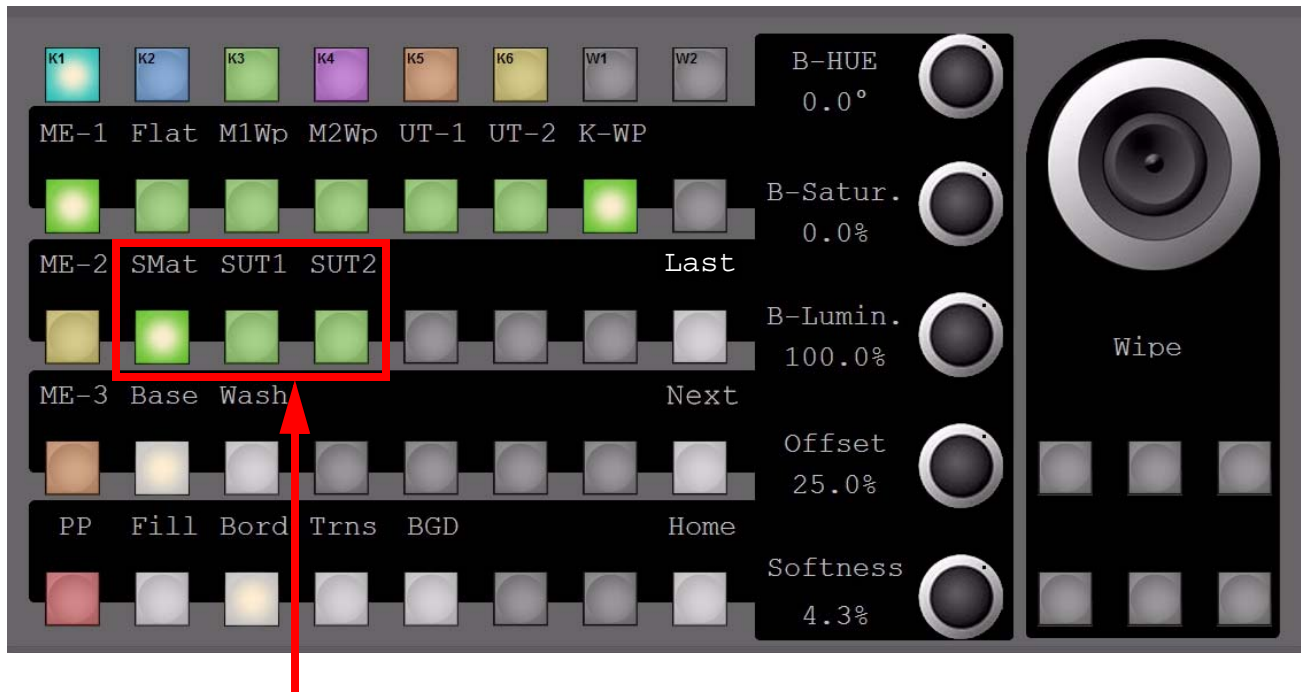 K1 K2 K3 K4 K5 K6 W1 W2
ME-1 Flat M1Wp M2Wp UT-1 UT-2 K-WP
ME-2 SMat SUT1 SUT2 Last
ME-3 Base Wash Next
PP Fill Bord Trns BGD Home
B-HUE
0.0°
B-Satur.
0.0%
B-Lumin.
100.0%
Offset
25.0%
Softness
4.3%
Wipe